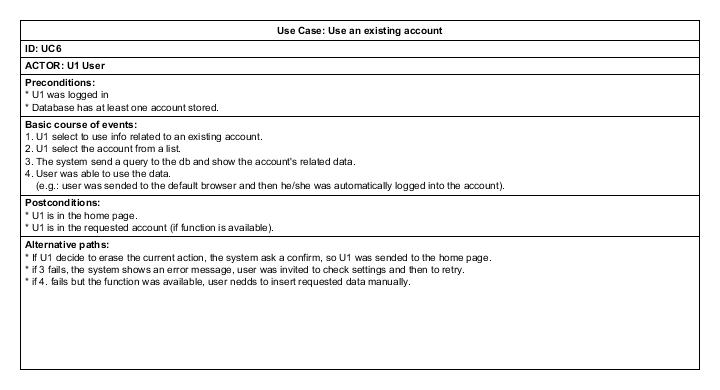 Use Case: Use an existing account
ID: UC6
ACTOR: U1 User
Preconditions:
* U1 was logged in
* Database has at least one account stored.
Basic course of events:
1. U1 select to use info related to an existing account.
2. U1 select the account from a list.
3. The system send a query to the db and show the account's related data.
4. User was able to use the data.
(e.g.: user was sended to the default browser and then he/she was automatically logged into the account).
Postconditions:
* U1 is in the home page.
* U1 is in the requested account (if function is available).
Alternative paths:
* If U1 decide to erase the current action, the system ask a confirm, so U1 was sended to the home page.
* if 3 fails, the system shows an error message, user was invited to check settings and then to retry.
* if 4. fails but the function was available, user nedds to insert requested data manually.